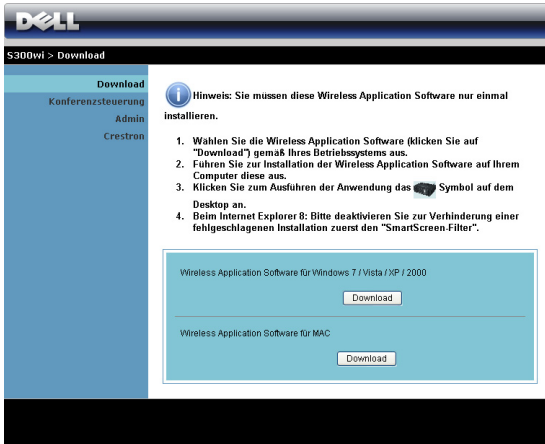 DELL
S300wi > Download
Download
Konferenzsteuerung
Admin
Crestron
Hinweis: Sie müssen diese Wireless Application Software nur einmal
installieren.
1. Wählen Sie die Wireless Application Software (klicken Sie auf
"Download") gemäß Ihres Betriebssystems aus.
2. Führen Sie zur Installation der Wireless Application Software auf Ihrem
Computer diese aus.
3. Klicken Sie zum Ausführen der Anwendung das Symbol auf dem
Desktop an.
4. Beim Internet Explorer 8: Bitte deaktivieren Sie zur Verhinderung einer
fehlgeschlagenen Installation zuerst den "SmartScreen-Filter".
Wireless Application Software für Windows 7 / Vista / XP / 2000
Download
Wireless Application Software für MAC
Download